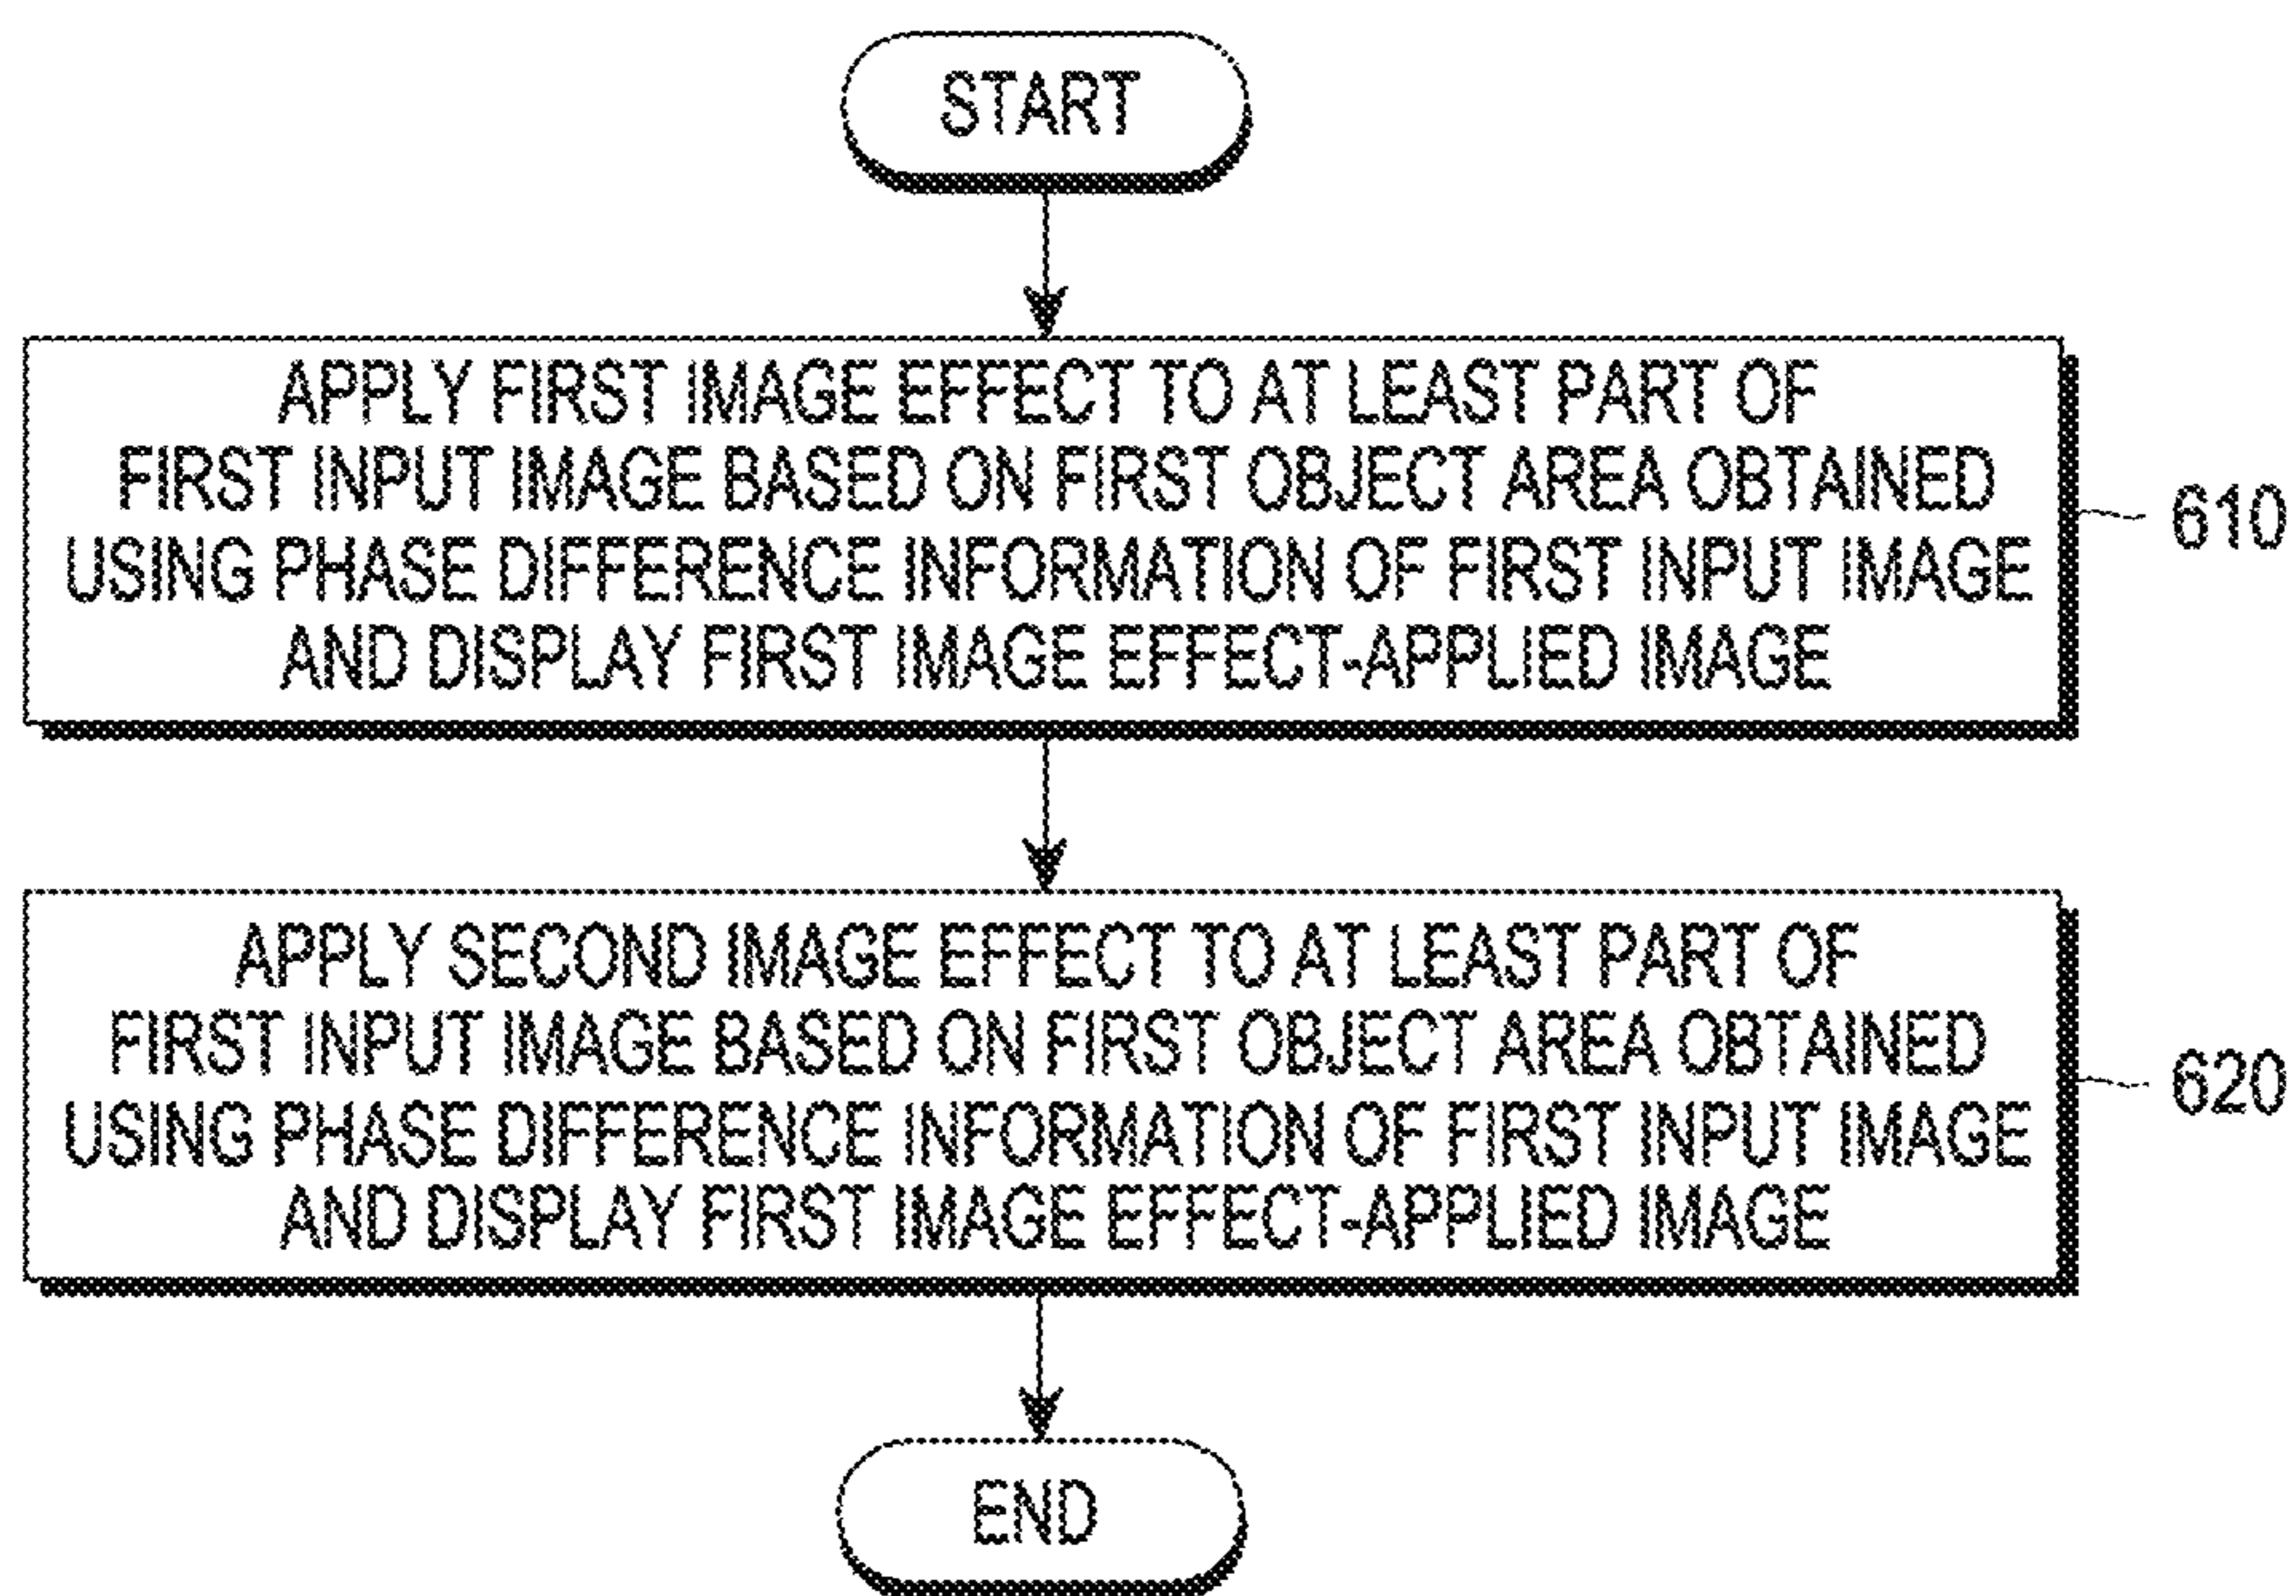 START
APPLY FIRST IMAGE EFFECT TO AT LEAST PART OF
FIRST INPUT IMAGE BASED ON FIRST OBJECT AREA OBTAINED
USING PHASE DIFFERENCE INFORMATION OF FIRST INPUT IMAGE
AND DISPLAY FIRST IMAGE EFFECT-APPLIED IMAGE
610
APPLY SECOND IMAGE EFFECT TO AT LEAST PART OF
FIRST INPUT IMAGE BASED ON FIRST OBJECT AREA OBTAINED
USING PHASE DIFFERENCE INFORMATION OF FIRST INPUT IMAGE
AND DISPLAY FIRST IMAGE EFFECT-APPLIED IMAGE
620
END